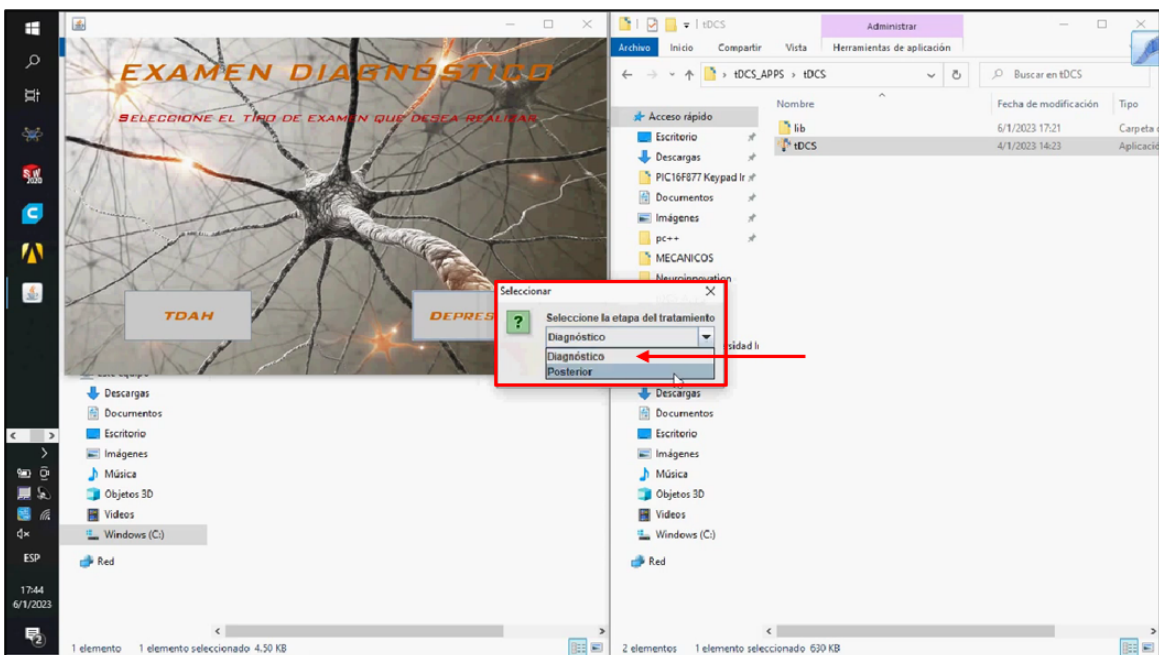 EXAMEN DIAGNÓSTICO
SELECCIONE EL TIPO DE EXAMEN QUE DESEA REALIZAR
TDAH
DEPRES
Seleccionar
Seleccione la etapa del tratamiento
Diagnóstico
Diagnóstico
Posterior
Descargas
Documentos
Escritorio
Imágenes
Música
Objetos 3D
Videos
Windows (C:)
Red
1 elemento 1 elemento seleccionado 4.50 KB
tDCS
Administrar
Archivo Inicio Compartir Vista Herramientas de aplicación
tDCS_APPS › tDCS
Buscar en tDCS
Nombre Fecha de modificación Tipo
lib 6/1/2023 17:21 Carpeta
tDCS 4/1/2023 14:23 Aplicació
Acceso rápido
Escritorio
Descargas
PIC16F877 Keypad Ir
Documentos
Imágenes
pc++
MECANICOS
Neuroinnovation
sidad I
Descargas
Documentos
Escritorio
Imágenes
Música
Objetos 3D
Videos
Windows (C:)
Red
2 elementos 1 elemento seleccionado 630 KB
SW
2020
ESP
17:44
6/1/2023
2